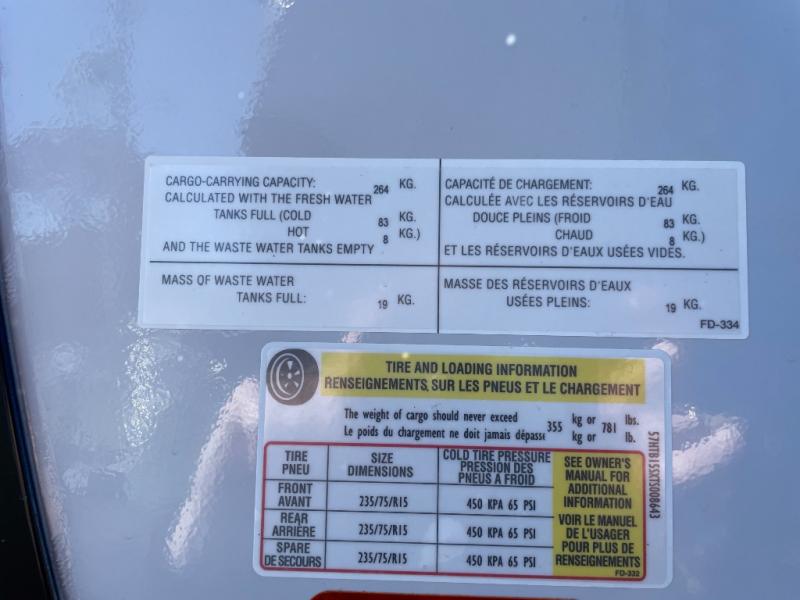 CARGO-CARRYING CAPACITY: 264 KG.
CALCULATED WITH THE FRESH WATER
TANKS FULL (COLD 83 KG.
HOT 8 KG.)
AND THE WASTE WATER TANKS EMPTY
MASS OF WASTE WATER
TANKS FULL: 19 KG.
CAPACITÉ DE CHARGEMENT: 264 KG.
CALCULÉE AVEC LES RÉSERVOIRS D'EAU
DOUCE PLEINS (FROID 83 KG.
CHAUD 8 KG.)
ET LES RÉSERVOIRS D'EAUX USÉES VIDES.
MASSE DES RÉSERVOIRS D'EAUX
USÉES PLEINS: 19 KG.
FD-334
TIRE AND LOADING INFORMATION
RENSEIGNEMENTS, SUR LES PNEUS ET LE CHARGEMENT
The weight of cargo should never exceed 355 kg or 781 lbs.
Le poids du chargement ne doit jamais dépasse kg or lb.
TIRE PNEU
SIZE DIMENSIONS
COLD TIRE PRESSURE
PRESSION DES
PNEUS A FROID
FRONT AVANT 235/75/R15 450 KPA 65 PSI
REAR ARRIÈRE 235/75/R15 450 KPA 65 PSI
SPARE DE SECOURS 235/75/R15 450 KPA 65 PSI
SEE OWNER'S
MANUAL FOR
ADDITIONAL
INFORMATION
VOIR LE MANUEL
DE L'USAGER
POUR PLUS DE
RENSEIGNEMENTS
FD-332